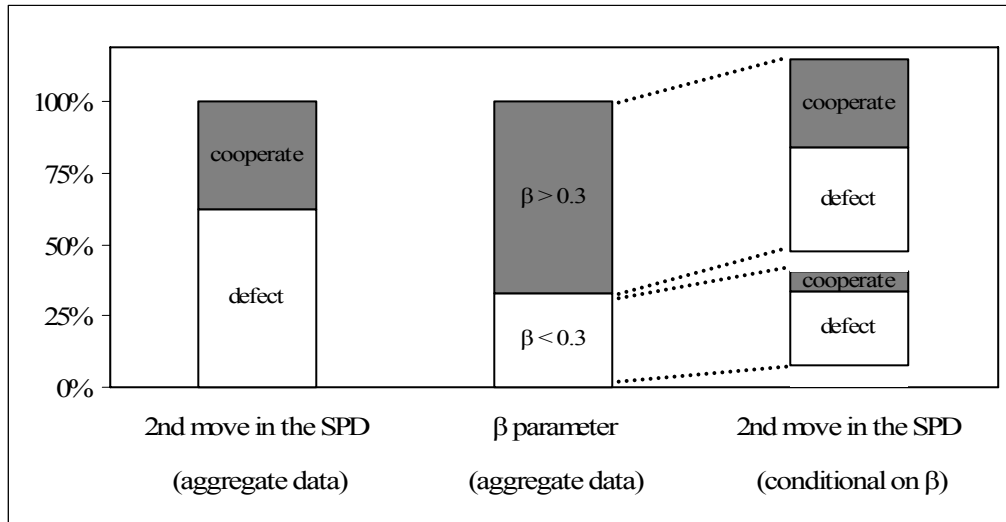 100%
75%
50%
25%
0%
cooperate
defect
β > 0.3
β < 0.3
cooperate
defect
cooperate
defect
2nd move in the SPD
(aggregate data)
β parameter
(aggregate data)
2nd move in the SPD
(conditional on β)